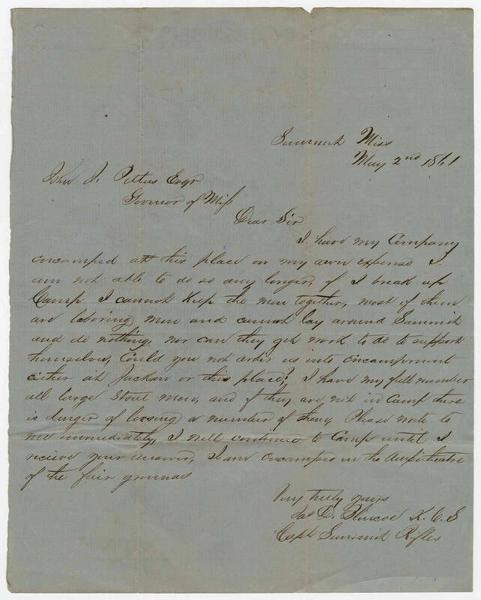 Summit Miss
May 2nd 1861
John J. Pettus Esqr
Govenor of Miss
Dear Sir
I have my Company
encamped at this place on my own expense I
am not able to do so any longer, if I break up
Camp I cannot keep the men together, most of them
are laboring men and cannot lay around Summit
and do nothing, nor can they get work to do to support
themselves, Could you not order us into encampment
either at Jackson or this place; I have my full number
all large Stout men, and if they are not in Camp there
is danger of loosing a number of them, Please write to
me immediately, I will continue to Camp until I
recieve your answer, I am encamped in the Ampitheatre
of the fair grounds
Very truly yours
Jas D. Blincoe K. C. S
Capt Summit Rifles